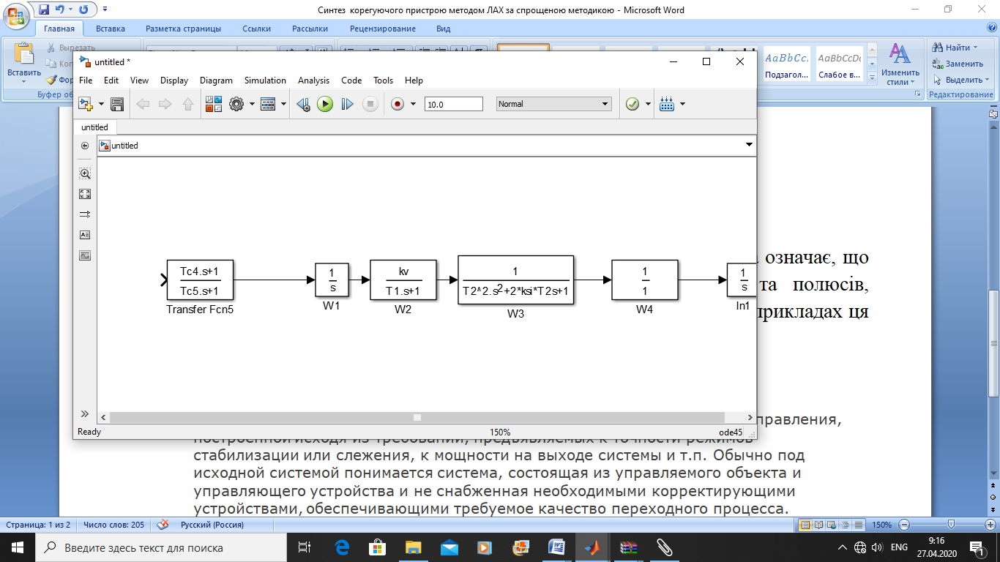 Синтез корегуючого пристрою методом ЛАХ за спрощеною методикою - Microsoft Word
Главная Вставка Разметка страницы Ссылки Рассылки Рецензирование Вид
Вставить
Вырезать
Буфер об
AaBbCc. AaBbCcDc
Подзагол... Слабое в...
Изменить стили
Найти
Заменить
Выделить
Редактирование
untitled *
File Edit View Display Diagram Simulation Analysis Code Tools Help
10.0 Normal
untitled
untitled
Tc4.s+1
Tc5.s+1
Transfer Fcn5
1
s
W1
kv
T1.s+1
W2
1
T2^2.s2+2*ksi*T2s+1
W3
1
1
W4
1
s
In1
Ready 150% ode45
означає, що
та полюсів,
прикладах ця
правления,
построенной исходя из требований, предъявляемых к точности режимов
стабилизации или слежения, к мощности на выходе системы и т.п. Обычно под
исходной системой понимается система, состоящая из управляемого объекта и
управляющего устройства и не снабженная необходимыми корректирующими
устройствами, обеспечивающими требуемое качество переходного процесса.
Страница: 1 из 2 Число слов: 205 Русский (Россия) 150%
Введите здесь текст для поиска
ENG
9:16
27.04.2020
1